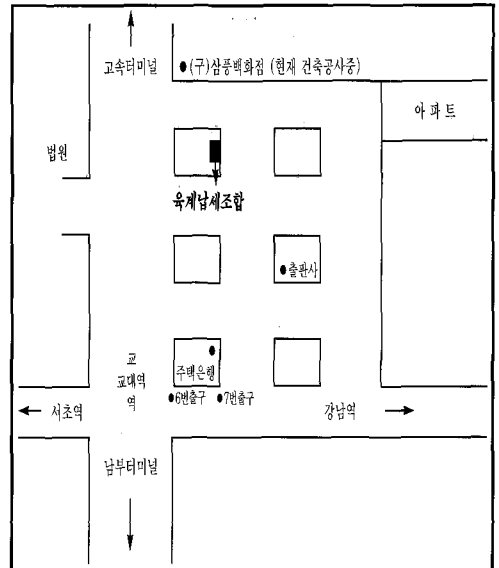 고속터미널
●(구)삼풍백화점 (현재 건축공사중)
아파트
법원
육계납세조합
●출판사
교
교대역
역
주택은행
●6번출구 ●7번출구
← 서초역
강남역 →
남부터미널